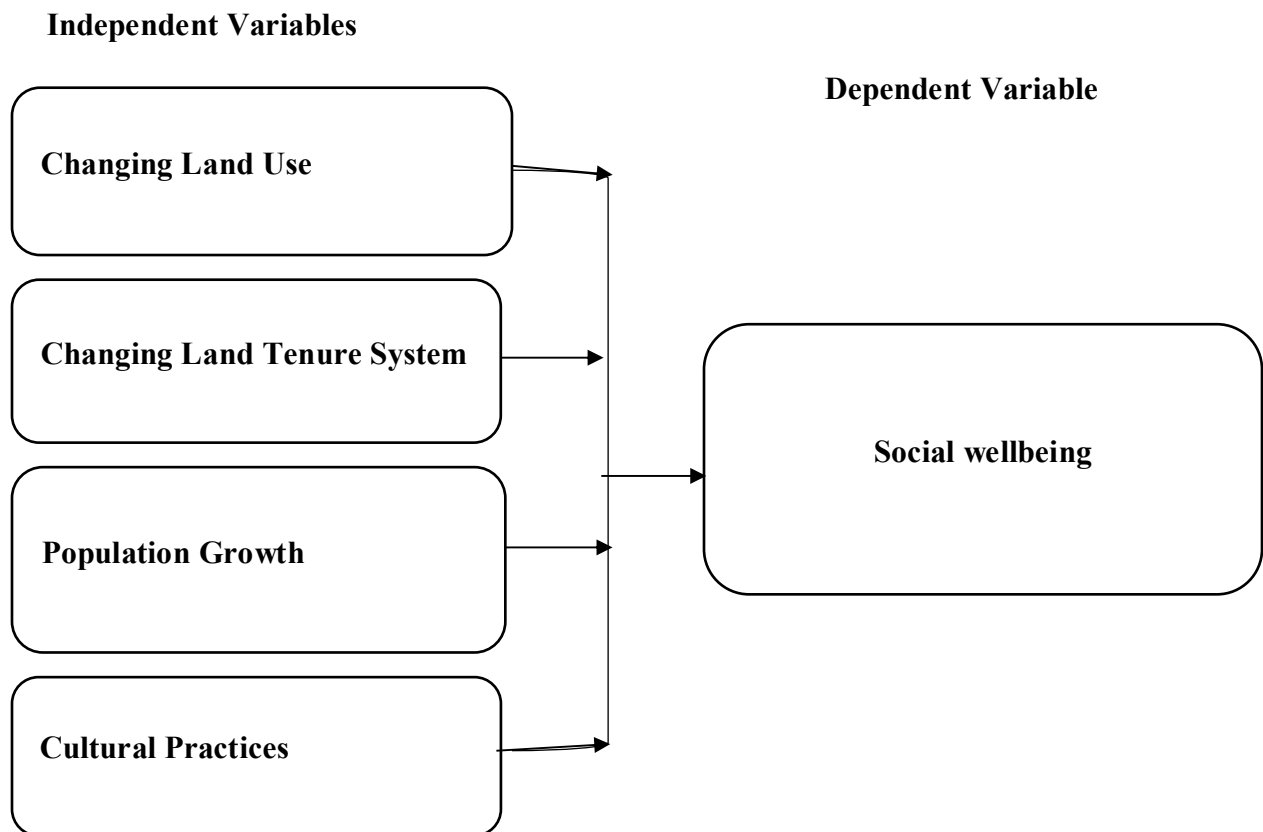 Independent Variables
Dependent Variable
Changing Land Use
Changing Land Tenure System
Social wellbeing
Population Growth
Cultural Practices